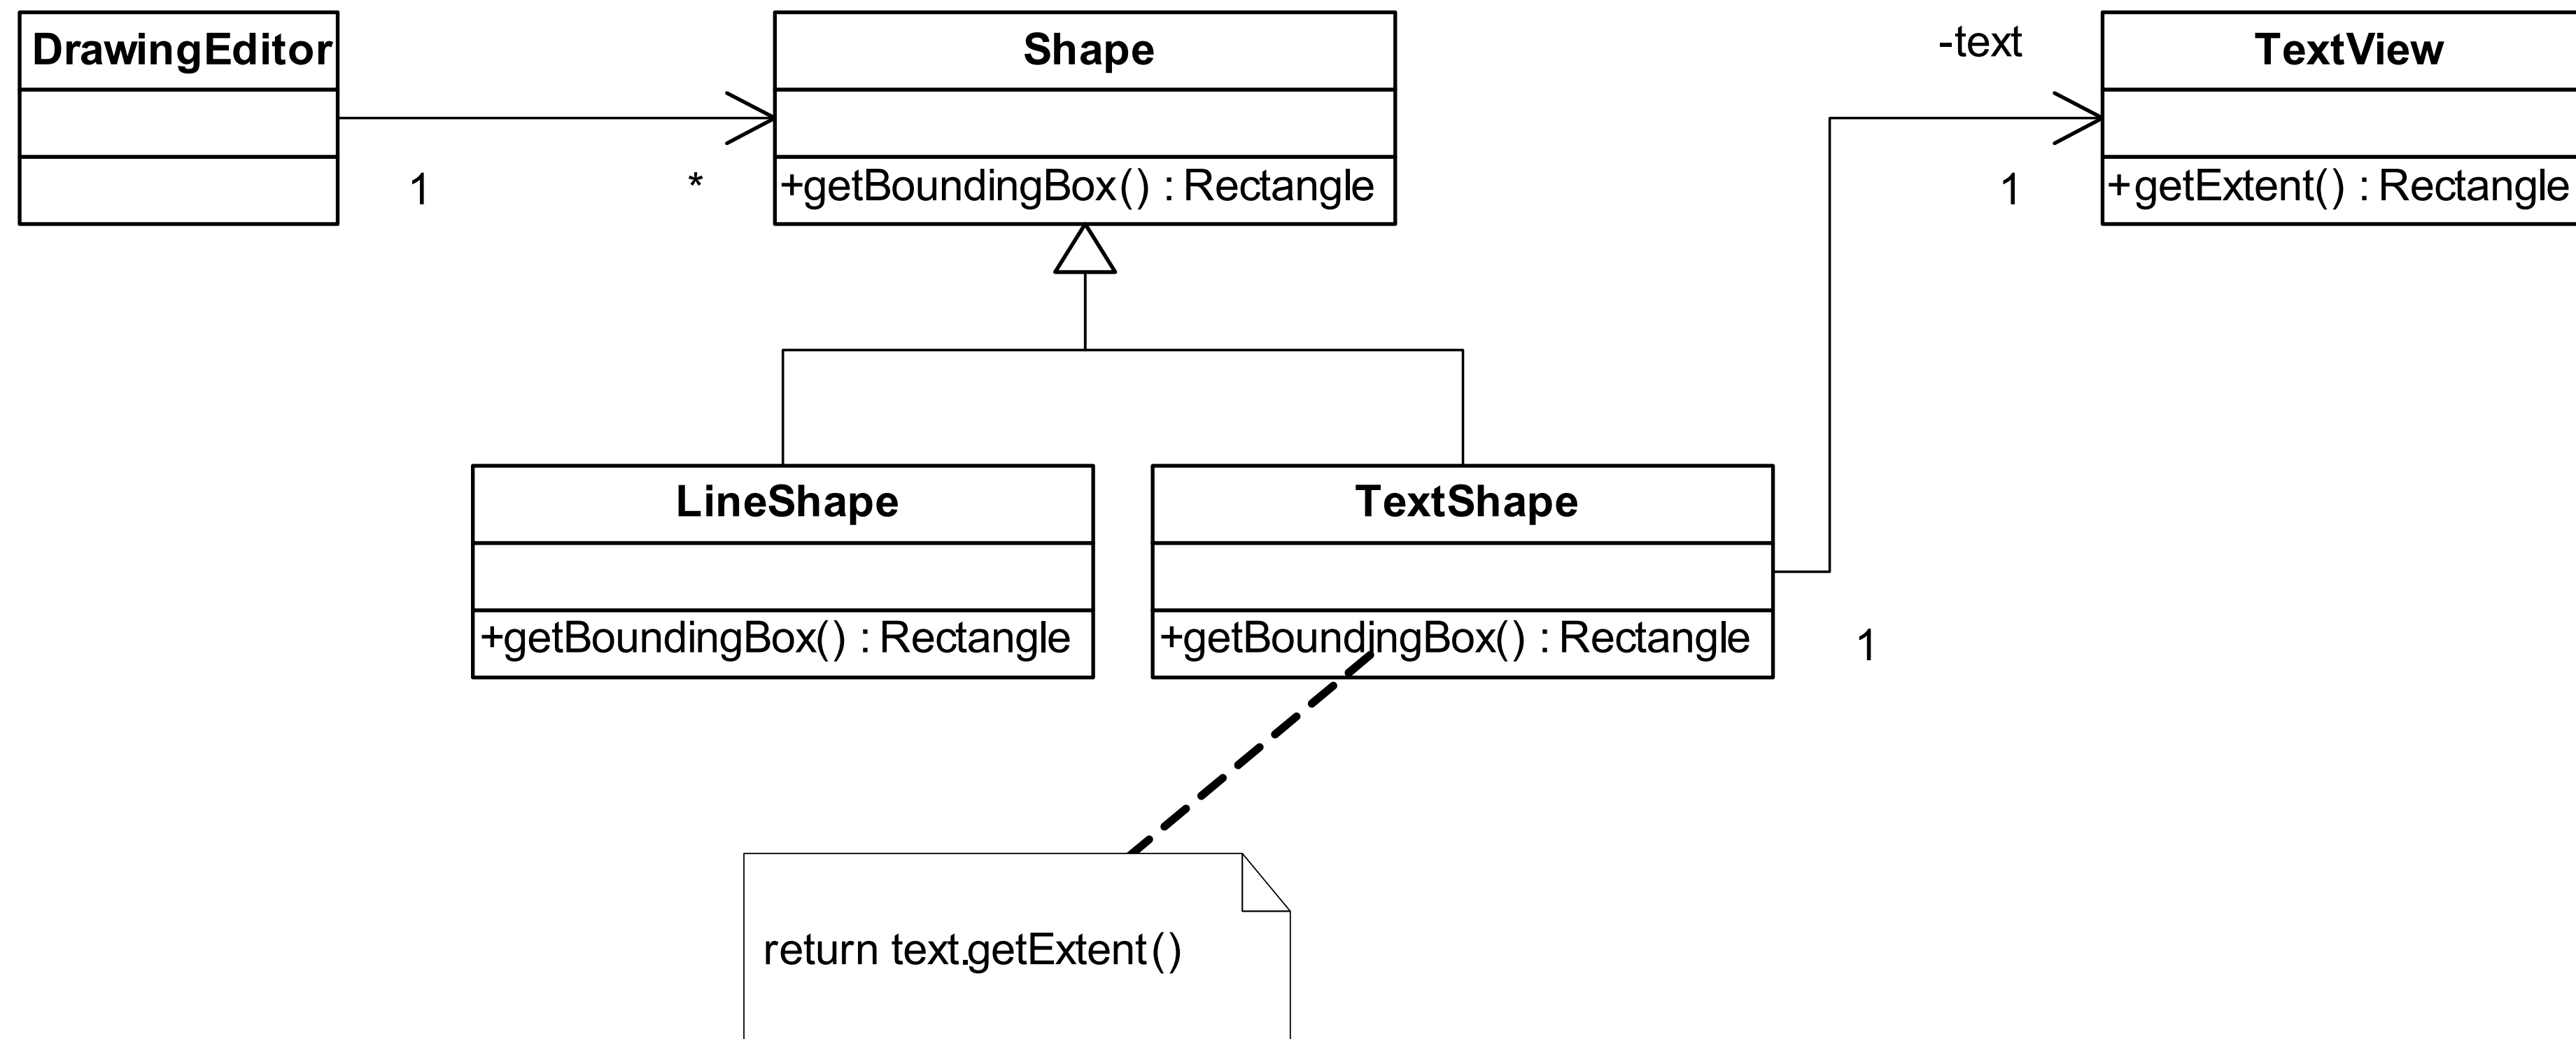 DrawingEditor
1
*
Shape
+getBoundingBox() : Rectangle
-text
1
TextView
+getExtent() : Rectangle
LineShape
+getBoundingBox() : Rectangle
TextShape
+getBoundingBox() : Rectangle
1
return text.getExtent()